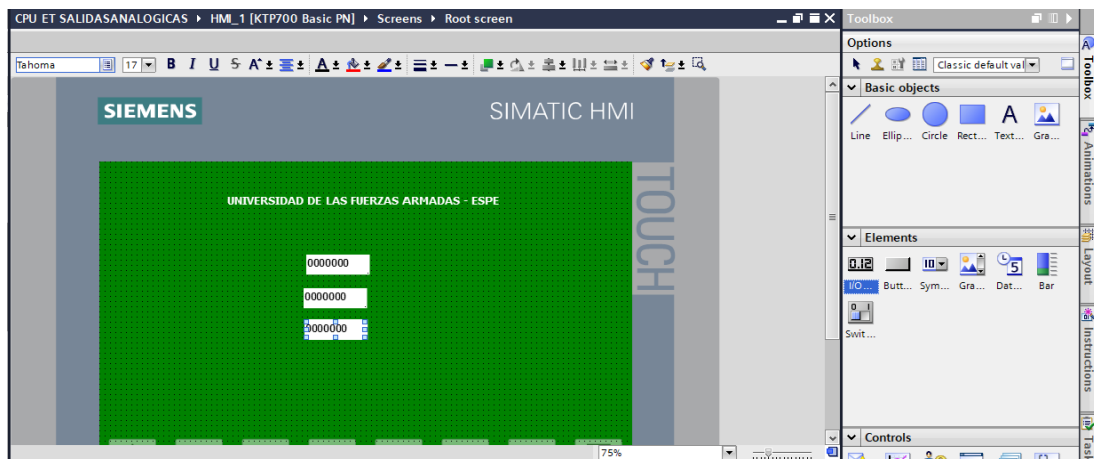 CPU ET SALIDASANALOGICAS ▸ HMI_1 [KTP700 Basic PN] ▸ Screens ▸ Root screen
Toolbox
Options
Tahoma
17
B I U S A
Classic default val
Basic objects
Line Ellip... Circle Rect... Text... Gra...
SIEMENS
SIMATIC HMI
TOUCH
UNIVERSIDAD DE LAS FUERZAS ARMADAS - ESPE
0000000
0000000
0000000
Elements
I/O ... Butt... Sym... Gra... Dat... Bar
Swit...
Controls
75%
Toolbox
Animations
Layout
Instructions